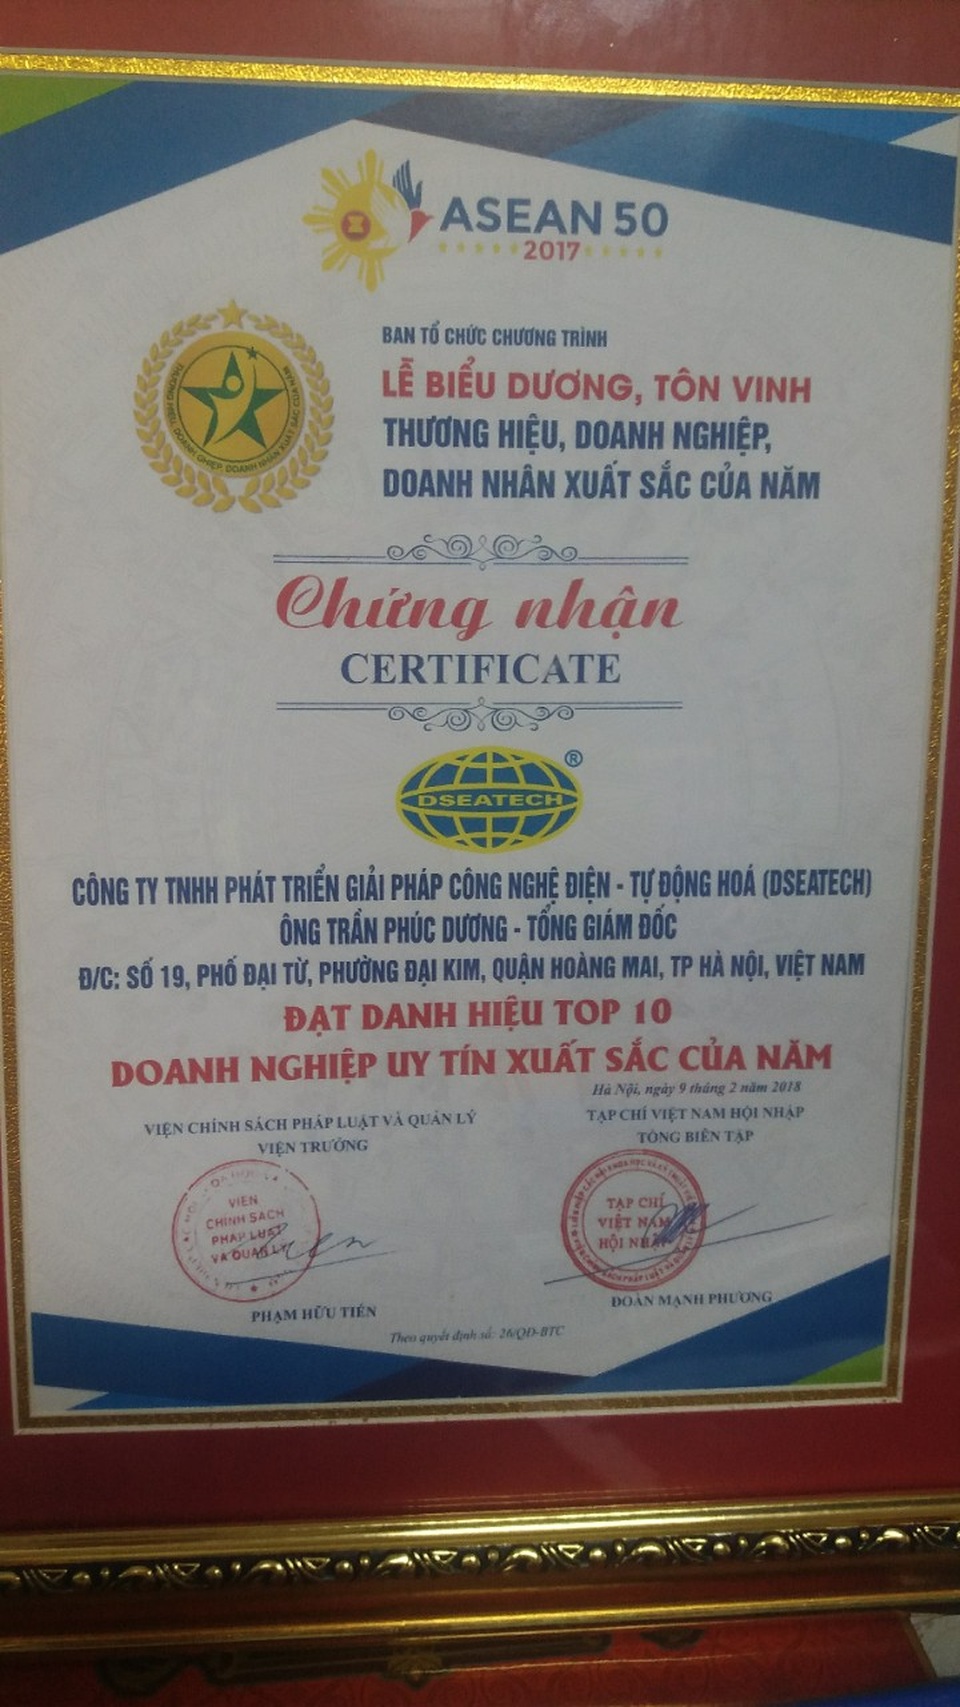 ASEAN 50
2017
BAN TỔ CHỨC CHƯƠNG TRÌNH
LỄ BIỂU DƯƠNG, TÔN VINH
THƯƠNG HIỆU, DOANH NGHIỆP,
DOANH NHÂN XUẤT SẮC CỦA NĂM
Chứng nhận
CERTIFICATE
DSEATECH ®
CÔNG TY TNHH PHÁT TRIỂN GIẢI PHÁP CÔNG NGHỆ ĐIỆN - TỰ ĐỘNG HOÁ (DSEATECH)
ÔNG TRẦN PHÚC DƯƠNG - TỔNG GIÁM ĐỐC
Đ/C: SỐ 19, PHỐ ĐẠI TỪ, PHƯỜNG ĐẠI KIM, QUẬN HOÀNG MAI, TP HÀ NỘI, VIỆT NAM
ĐẠT DANH HIỆU TOP 10
DOANH NGHIỆP UY TÍN XUẤT SẮC CỦA NĂM
Hà Nội, ngày 9 tháng 2 năm 2018
VIỆN CHÍNH SÁCH PHÁP LUẬT VÀ QUẢN LÝ
VIỆN TRƯỞNG
TẠP CHÍ VIỆT NAM HỘI NHẬP
TỔNG BIÊN TẬP
VIỆN
CHÍNH SÁCH
PHÁP LUẬT
VÀ QUẢN LÝ
TẠP CHÍ
VIỆT NAM
HỘI NHẬP
PHẠM HỮU TIẾN
ĐOÀN MẠNH PHƯƠNG
Theo quyết định số: 26/QĐ-BTC